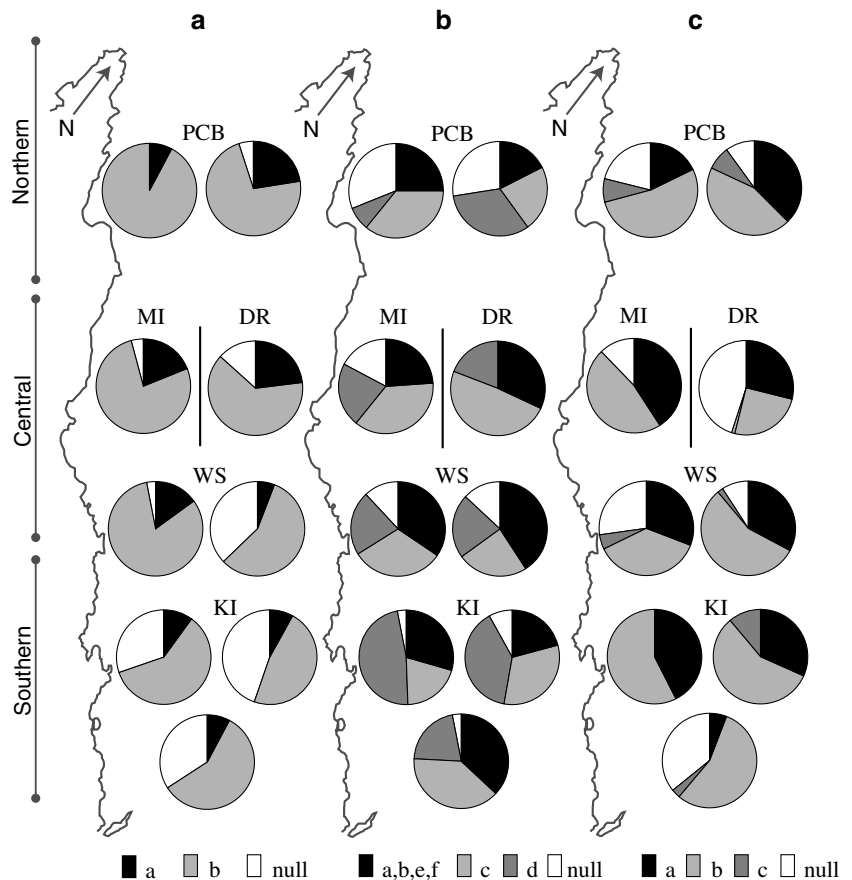 a b c
Northern
N N N
PCB PCB PCB
Central
MI DR MI DR MI DR
WS WS WS
Southern
KI KI KI
a b null a,b,e,f c d null a b c null